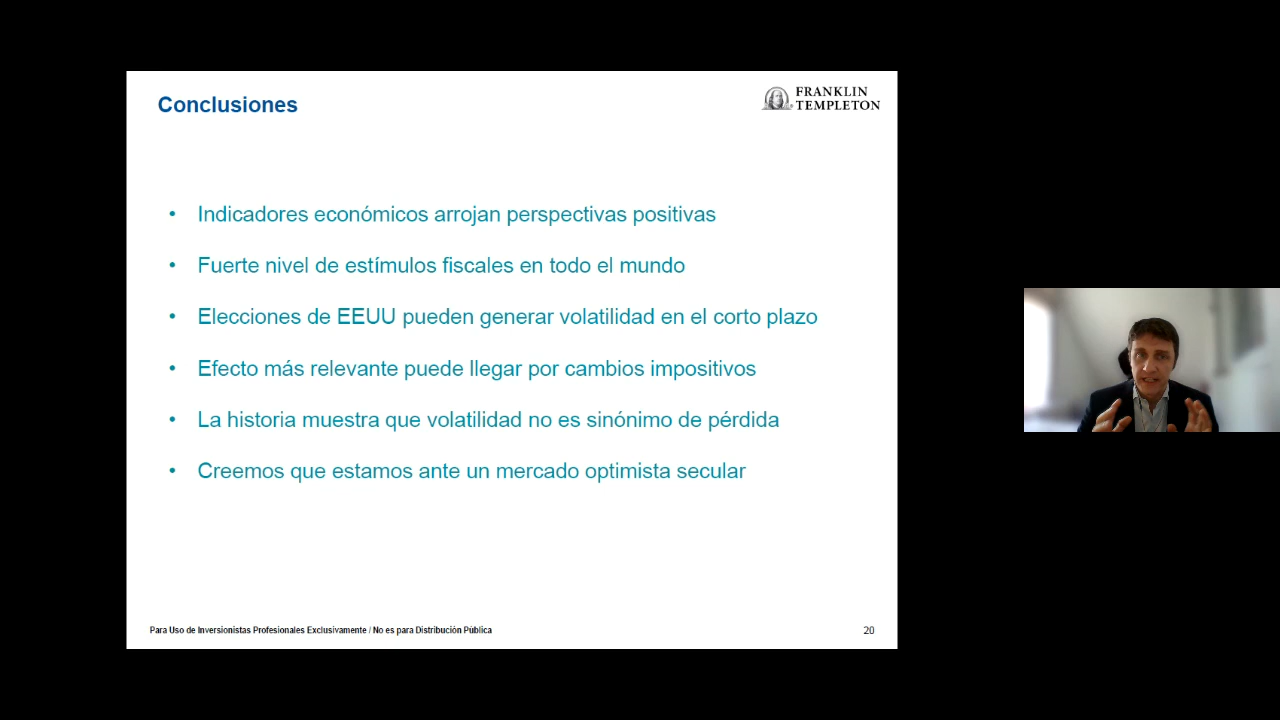 Conclusiones
FRANKLIN
TEMPLETON
• Indicadores económicos arrojan perspectivas positivas
• Fuerte nivel de estímulos fiscales en todo el mundo
• Elecciones de EEUU pueden generar volatilidad en el corto plazo
• Efecto más relevante puede llegar por cambios impositivos
• La historia muestra que volatilidad no es sinónimo de pérdida
• Creemos que estamos ante un mercado optimista secular
Para Uso de Inversionistas Profesionales Exclusivamente / No es para Distribución Pública
20